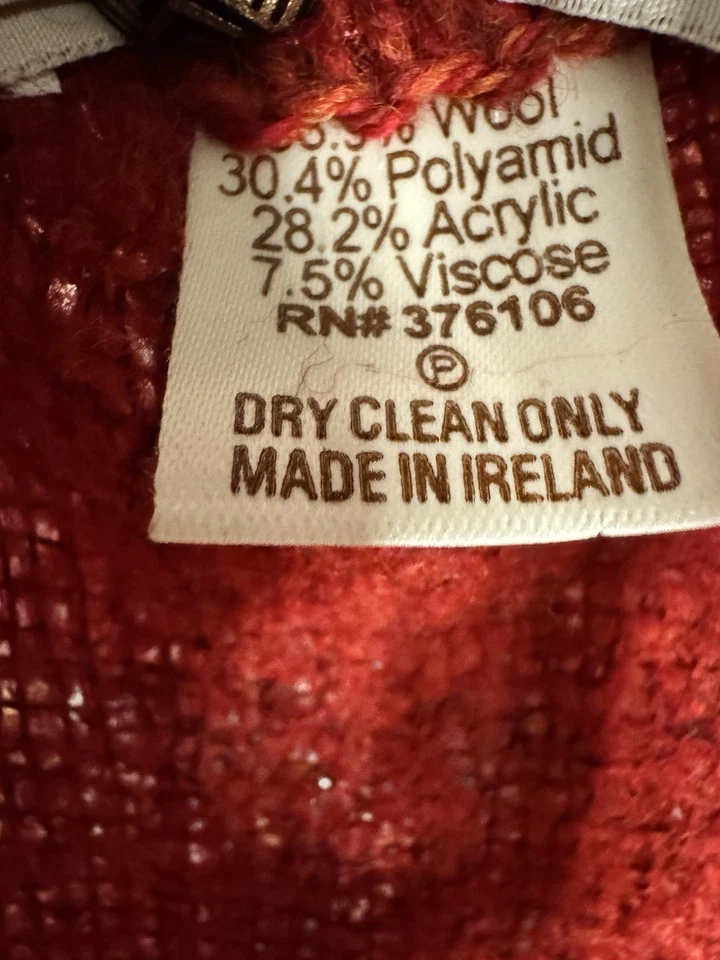 Wool
30.4% Polyamid
28.2% Acrylic
7.5% Viscose
RN# 376106
P
DRY CLEAN ONLY
MADE IN IRELAND